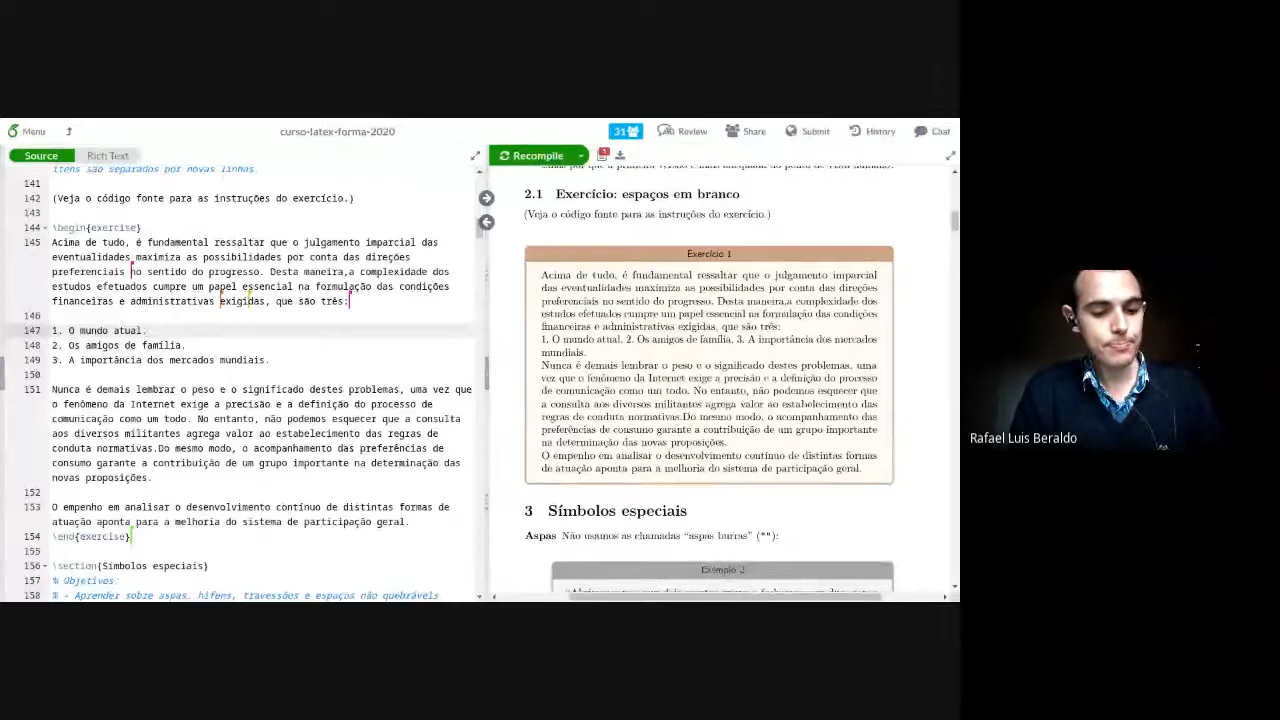 Menu
curso-latex-forma-2020
31
Review
Share
Submit
History
Chat
Source
Rich Text
Recompile
itens são separados por novas linhas.
141
142 (Veja o código fonte para as instruções do exercício.)
143
144 \begin{exercise}
145 Acima de tudo, é fundamental ressaltar que o julgamento imparcial das
eventualidades maximiza as possibilidades por conta das direções
preferenciais no sentido do progresso. Desta maneira,a complexidade dos
estudos efetuados cumpre um papel essencial na formulação das condições
financeiras e administrativas exigidas, que são três:
146
147 1. O mundo atual.
148 2. Os amigos de família.
149 3. A importância dos mercados mundiais.
150
151 Nunca é demais lembrar o peso e o significado destes problemas, uma vez que
o fenômeno da Internet exige a precisão e a definição do processo de
comunicação como um todo. No entanto, não podemos esquecer que a consulta
aos diversos militantes agrega valor ao estabelecimento das regras de
conduta normativas.Do mesmo modo, o acompanhamento das preferências de
consumo garante a contribuição de um grupo importante na determinação das
novas proposições.
152
153 O empenho em analisar o desenvolvimento contínuo de distintas formas de
atuação aponta para a melhoria do sistema de participação geral.
154 \end{exercise}
155
156 \section{Símbolos especiais}
157 % Objetivos:
158 % - Aprender sobre aspas, hífens, travessões e espaços não quebráveis
2.1 Exercício: espaços em branco
(Veja o código fonte para as instruções do exercício.)
Exercício 1
Acima de tudo, é fundamental ressaltar que o julgamento imparcial
das eventualidades maximiza as possibilidades por conta das direções
preferenciais no sentido do progresso. Desta maneira,a complexidade dos
estudos efetuados cumpre um papel essencial na formulação das condições
financeiras e administrativas exigidas, que são três:
1. O mundo atual. 2. Os amigos de família. 3. A importância dos mercados
mundiais.
Nunca é demais lembrar o peso e o significado destes problemas, uma
vez que o fenômeno da Internet exige a precisão e a definição do processo
de comunicação como um todo. No entanto, não podemos esquecer que
a consulta aos diversos militantes agrega valor ao estabelecimento das
regras de conduta normativas.Do mesmo modo, o acompanhamento das
preferências de consumo garante a contribuição de um grupo importante
na determinação das novas proposições.
O empenho em analisar o desenvolvimento contínuo de distintas formas
de atuação aponta para a melhoria do sistema de participação geral.
3 Símbolos especiais
Aspas Não usamos as chamadas “aspas burras” (""):
Exemplo 2
Rafael Luis Beraldo